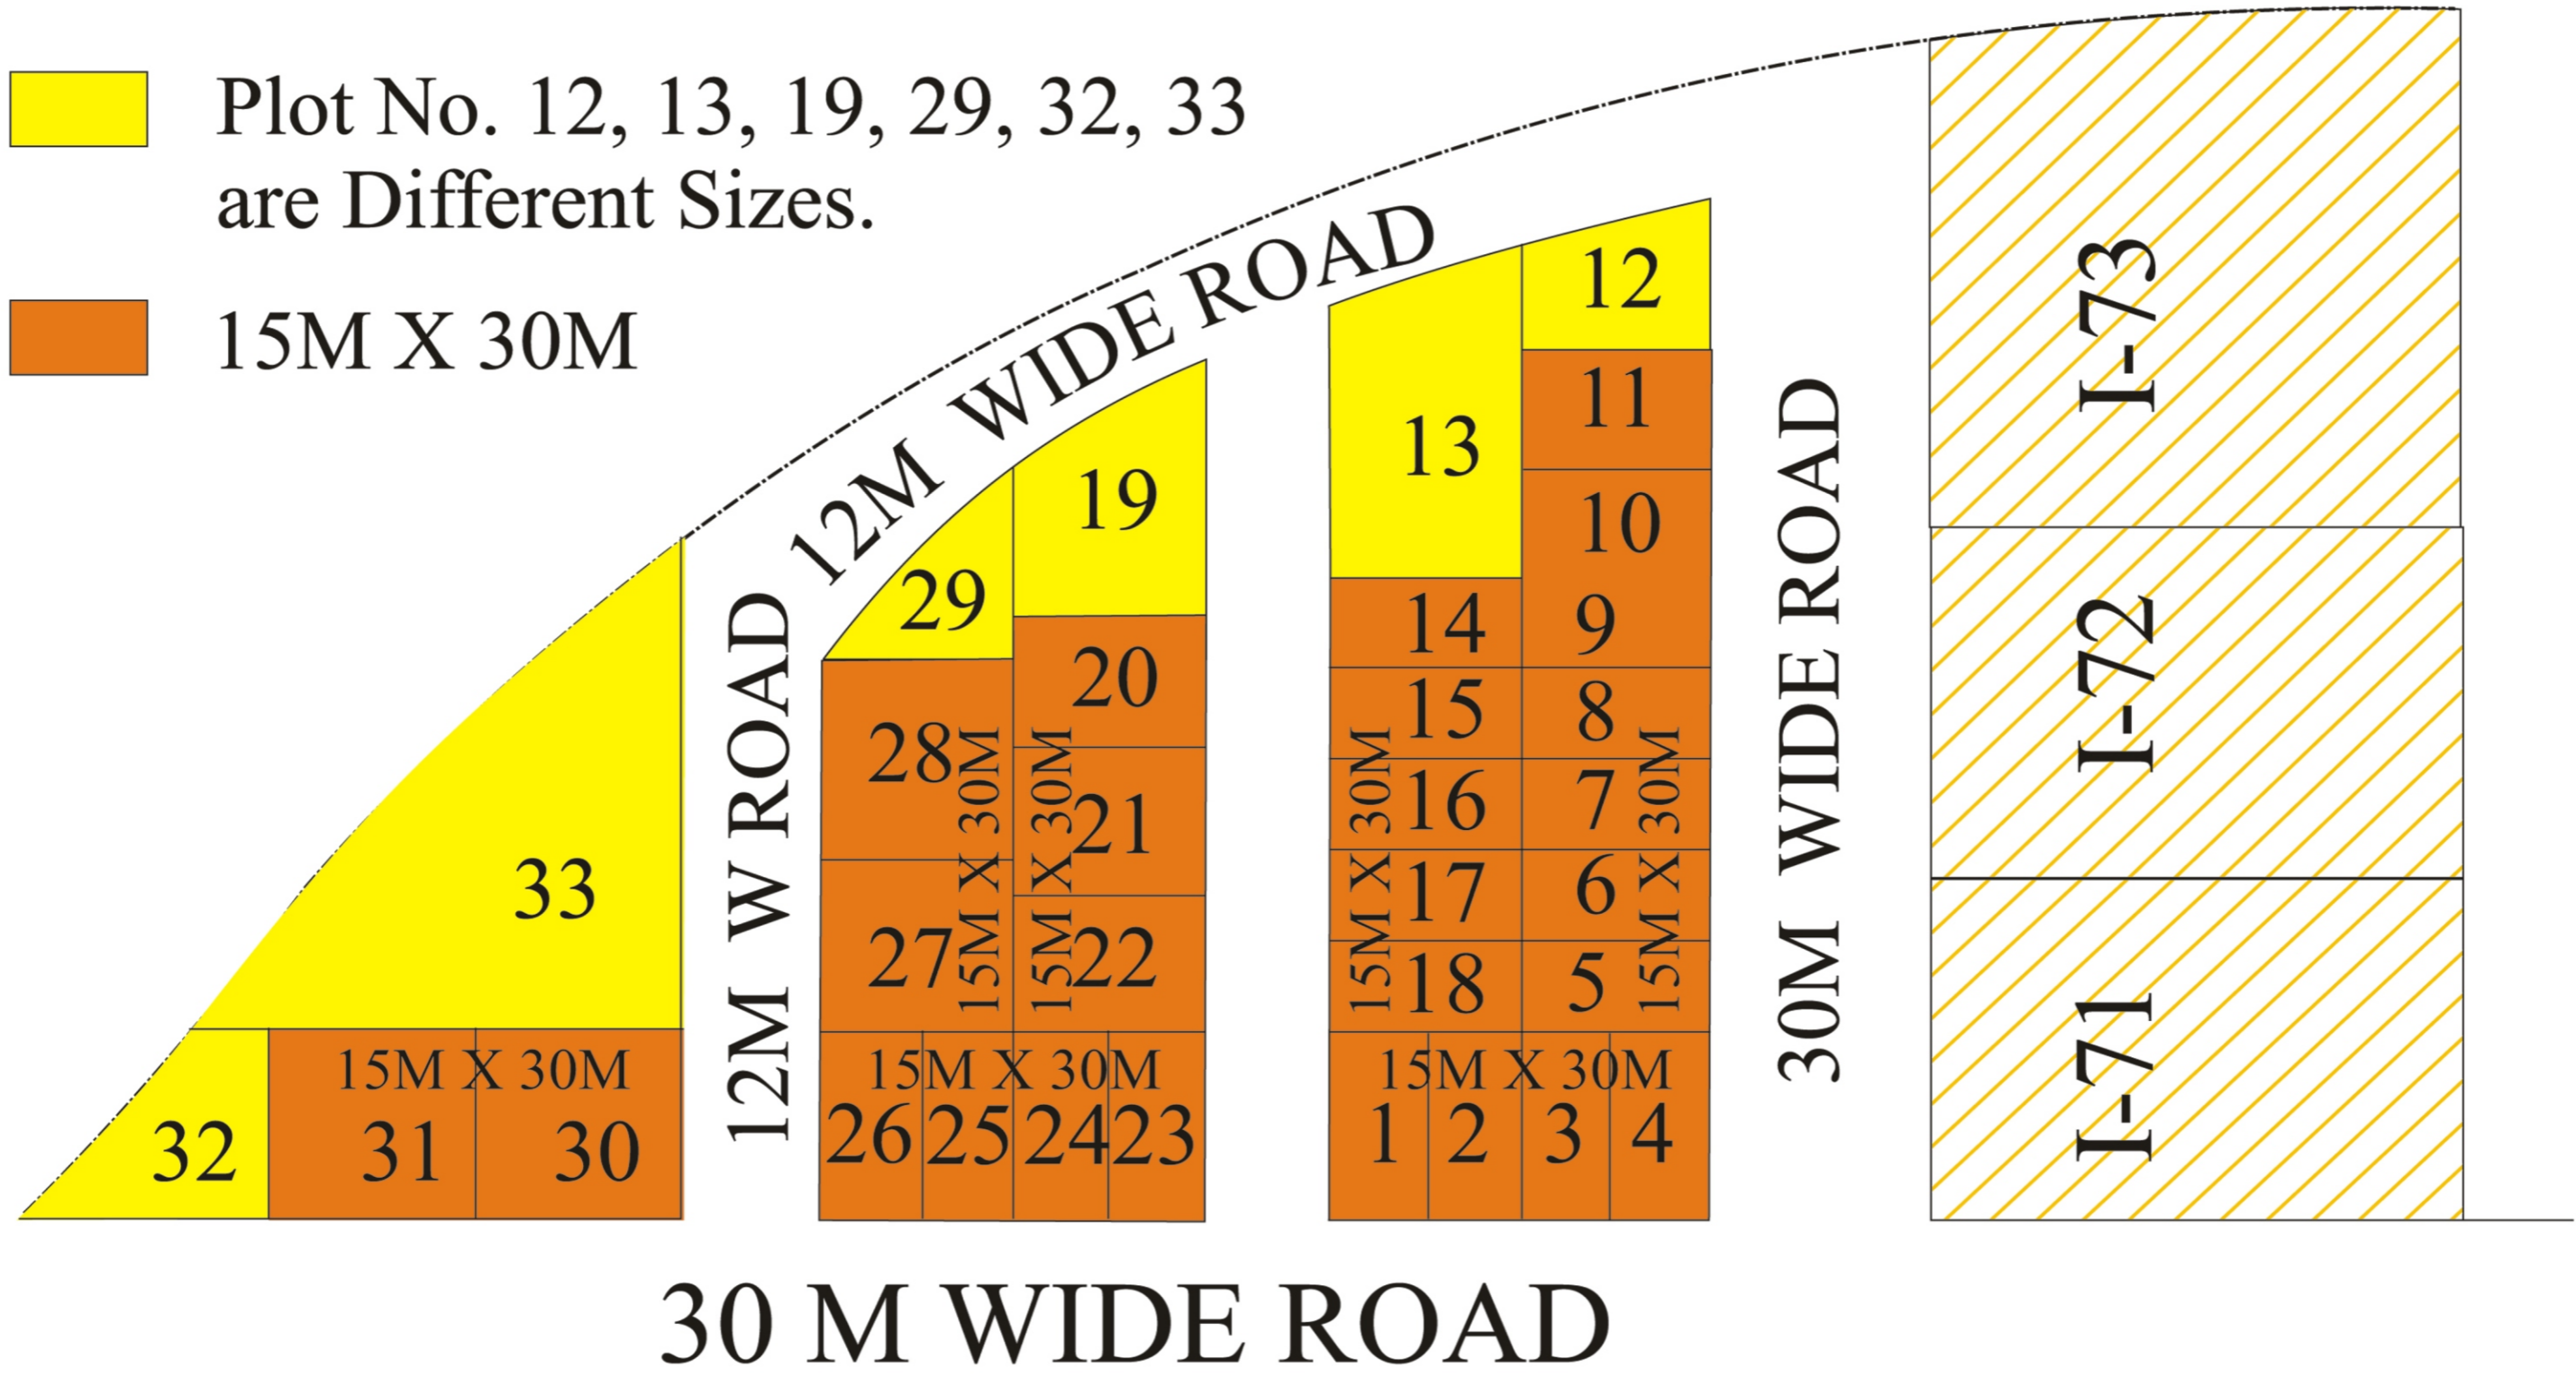 Plot No. 12, 13, 19, 29, 32, 33
are Different Sizes.
15M X 30M
12M WIDE ROAD
12
13
11
10
19
29
14
9
20
15
8
28
21
16
7
33
17
6
27
22
18
5
15M X 30M
15M X 30M
15M X 30M
15M X 30M
12M W ROAD
30M WIDE ROAD
I-73
I-72
I-71
15M X 30M
15M X 30M
15M X 30M
32
31
30
26
25
24
23
1
2
3
4
30 M WIDE ROAD